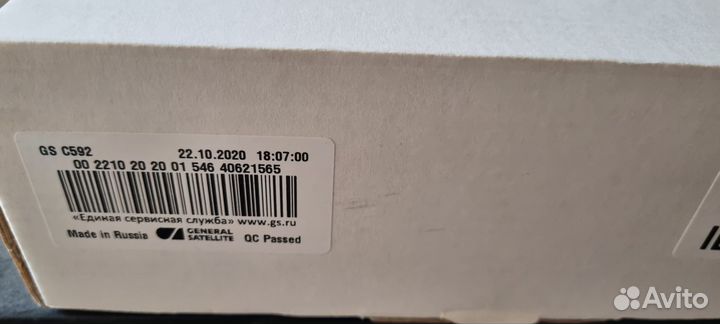 GS C592 22.10.2020 18:07:00
00 2210 20 20 01 546 40621565
«Единая сервисная служба» www.gs.ru
Made in Russia GENERAL SATELLITE QC Passed
Avito